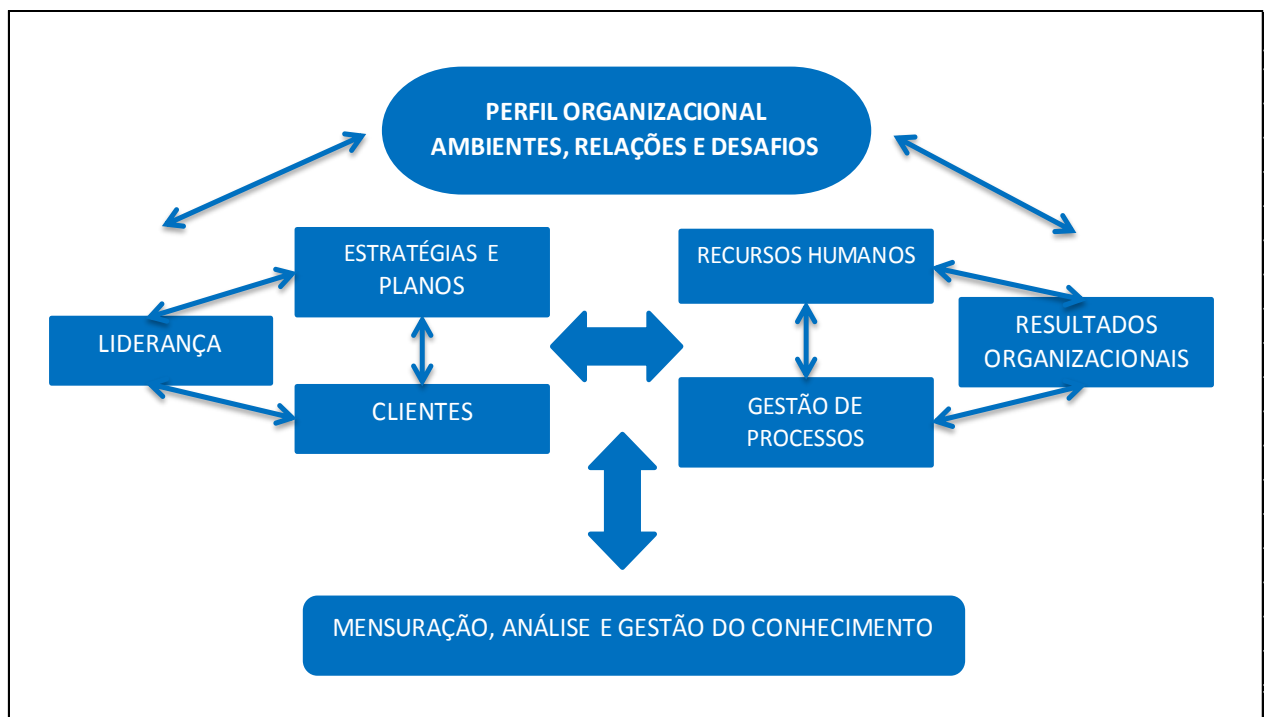 PERFIL ORGANIZACIONAL
AMBIENTES, RELAÇÕES E DESAFIOS
ESTRATÉGIAS E
PLANOS
RECURSOS HUMANOS
LIDERANÇA
RESULTADOS
ORGANIZACIONAIS
CLIENTES
GESTÃO DE
PROCESSOS
MENSURAÇÃO, ANÁLISE E GESTÃO DO CONHECIMENTO